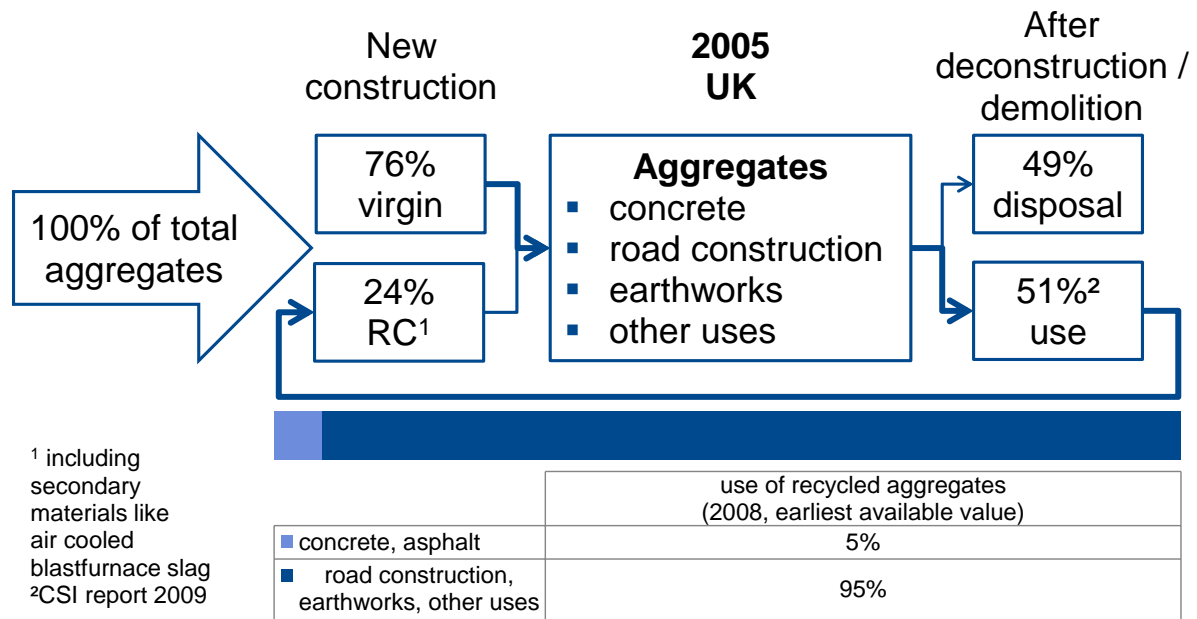 New
construction
2005
UK
After
deconstruction /
demolition
100% of total
aggregates
76%
virgin
24%
RC¹
Aggregates
▪ concrete
▪ road construction
▪ earthworks
▪ other uses
49%
disposal
51%²
use
¹ including
secondary
materials like
air cooled
blastfurnace slag
²CSI report 2009
use of recycled aggregates
(2008, earliest available value)
concrete, asphalt 5%
road construction,
earthworks, other uses 95%